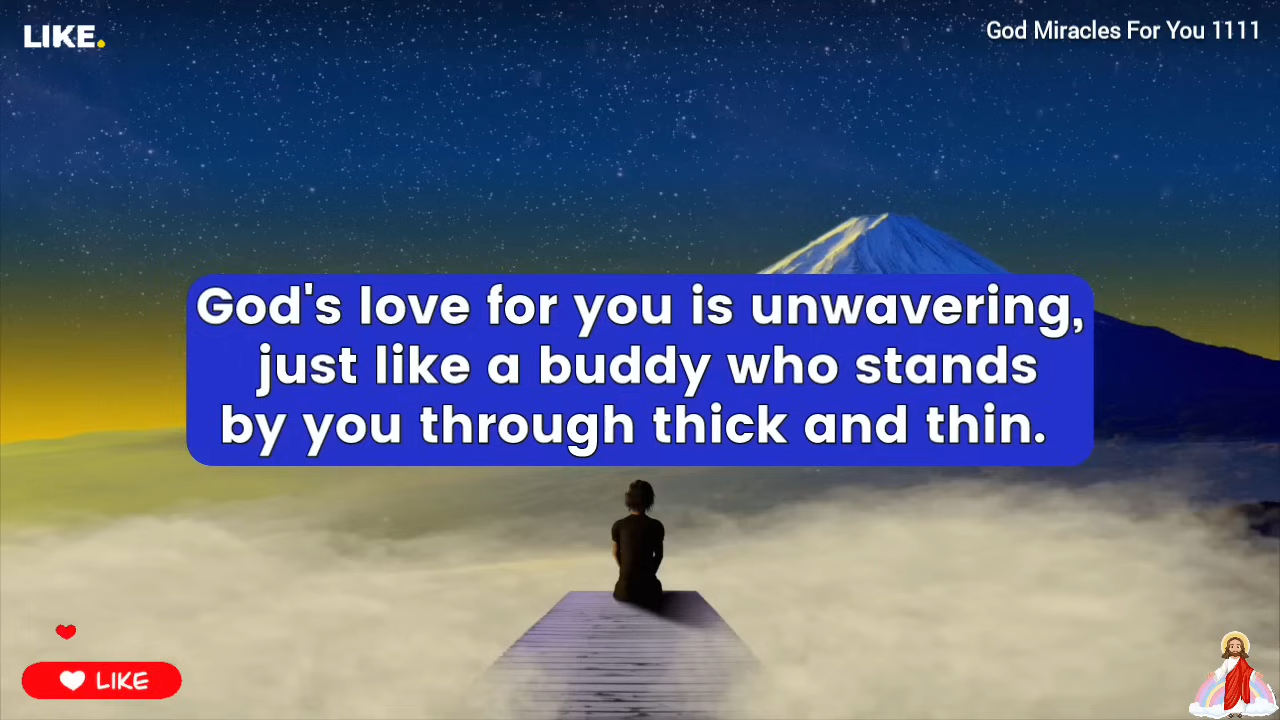 LIKE.
God Miracles For You 1111
God's love for you is unwavering,
just like a buddy who stands
by you through thick and thin.
LIKE